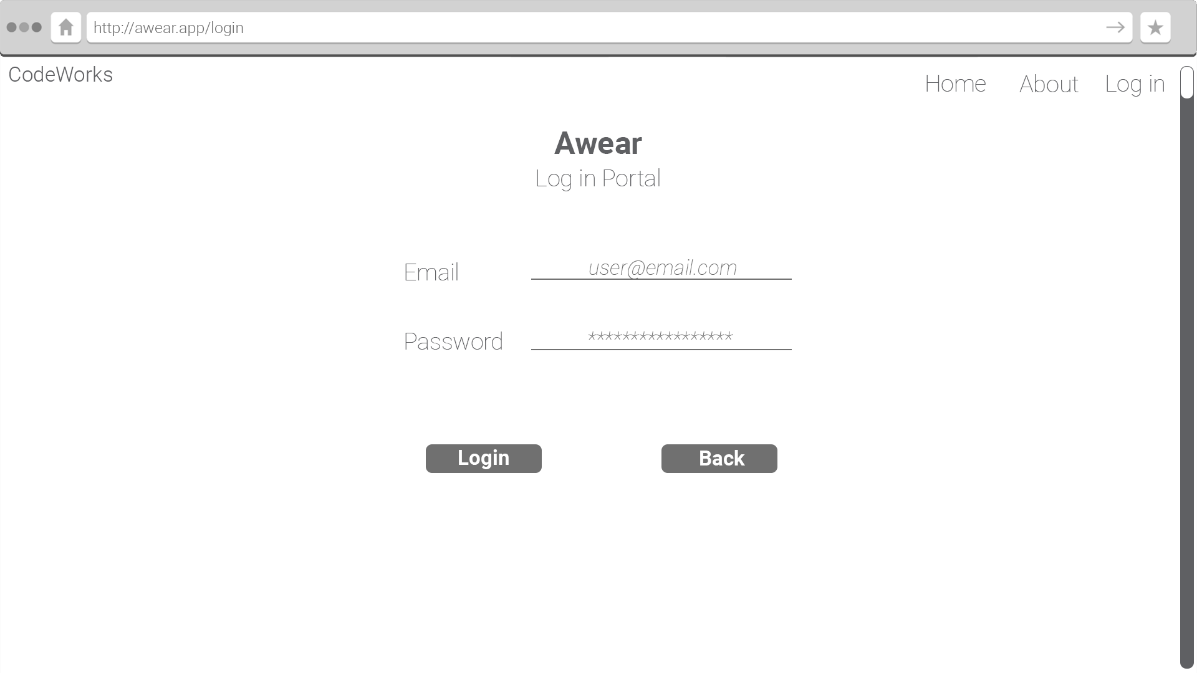 http://awear.app/login
CodeWorks
Home About Log in
Awear
Log in Portal
Email user@email.com
Password *****************
Login Back